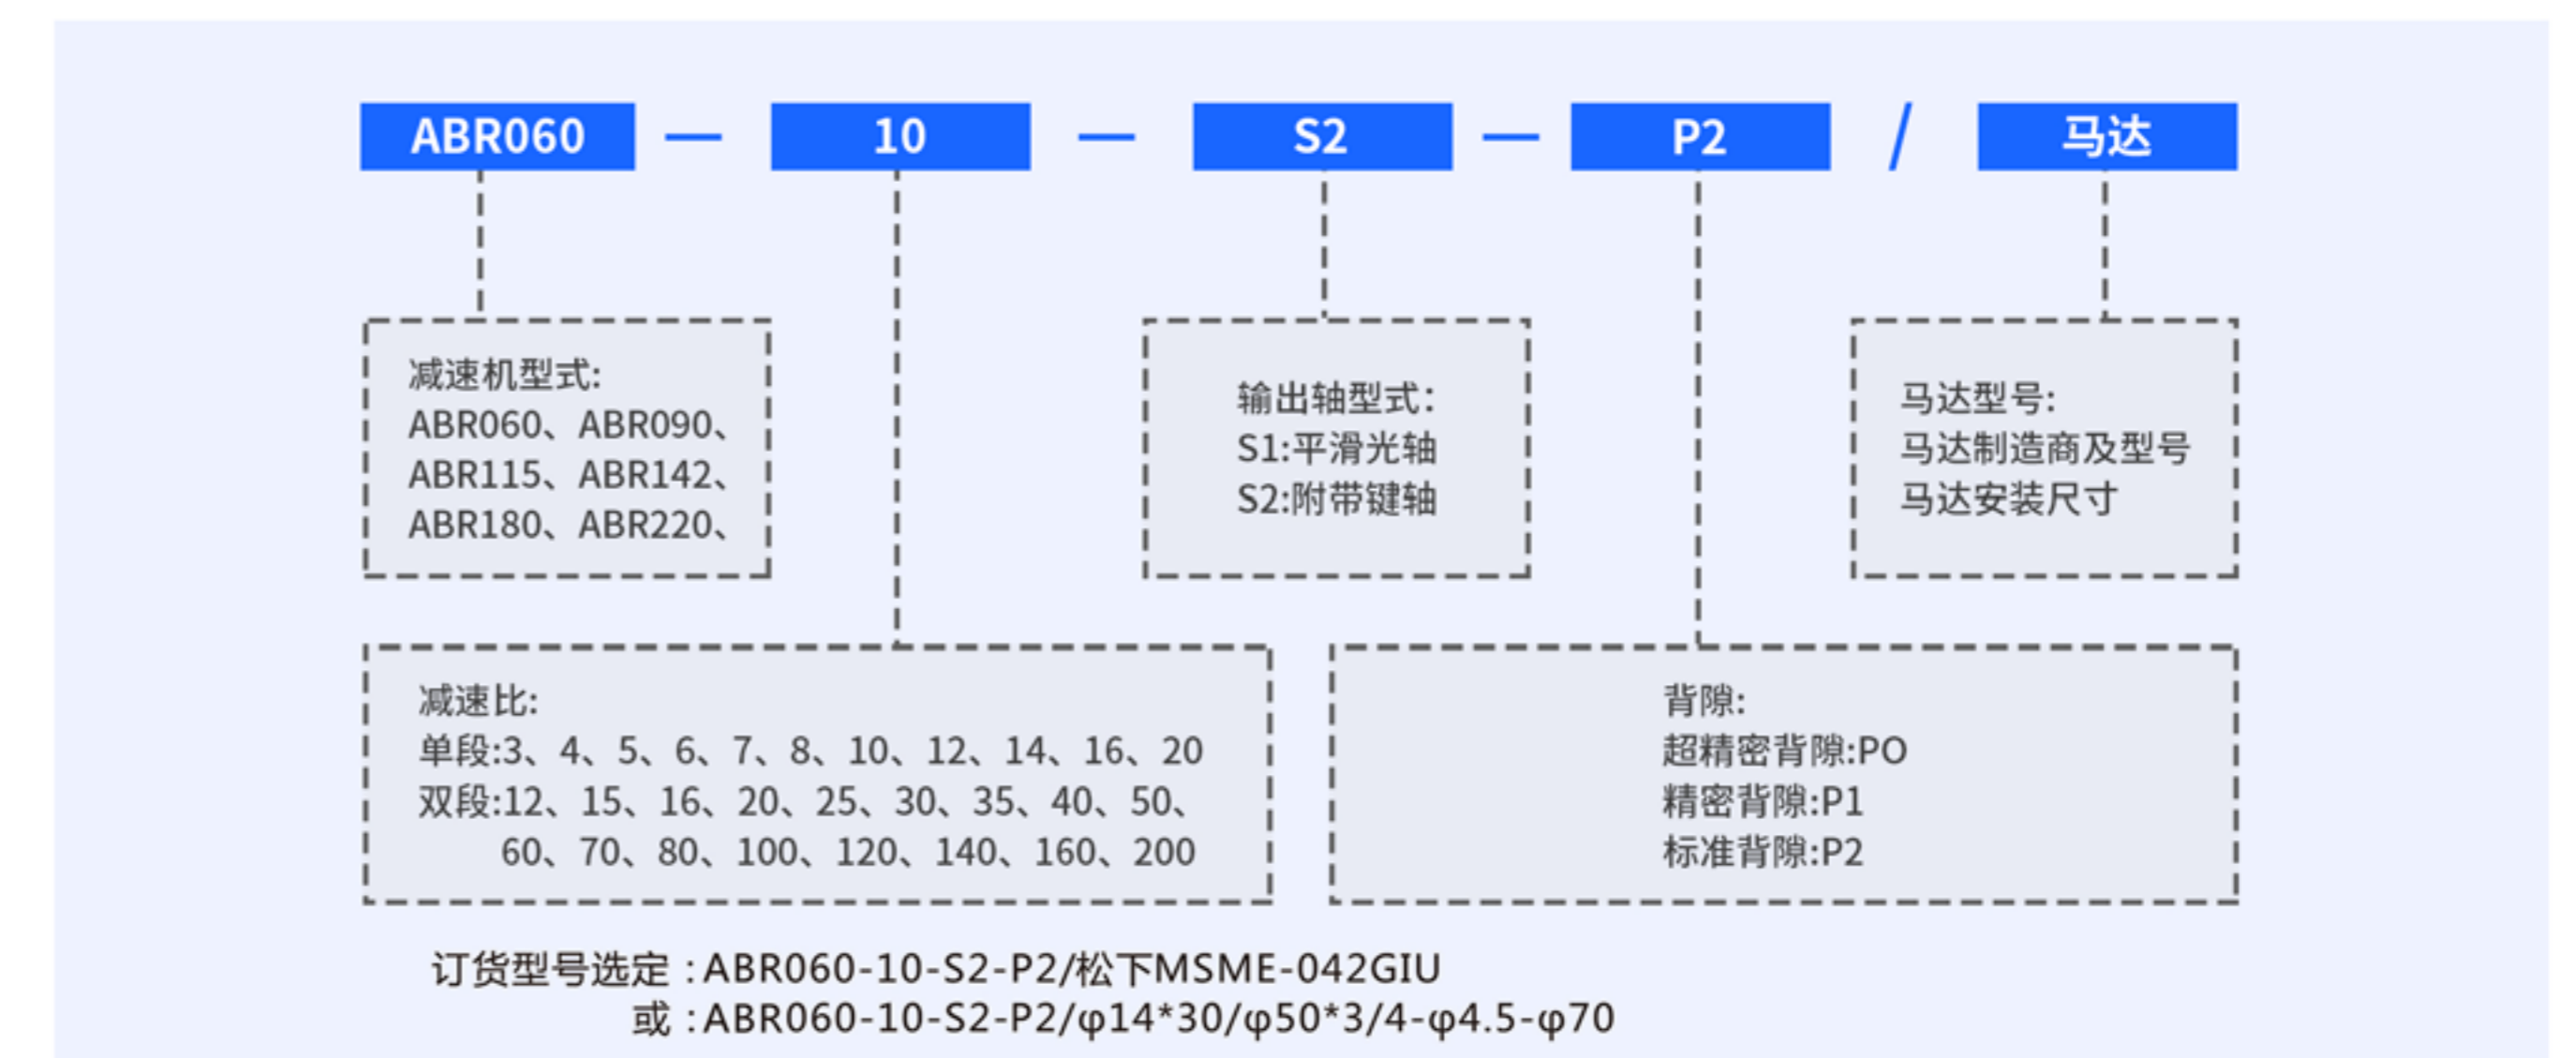 ABR060 — 10 — S2 — P2 / 马达
减速机型式:
ABR060、ABR090、
ABR115、ABR142、
ABR180、ABR220、
输出轴型式:
S1:平滑光轴
S2:附带键轴
马达型号:
马达制造商及型号
马达安装尺寸
减速比:
单段:3、4、5、6、7、8、10、12、14、16、20
双段:12、15、16、20、25、30、35、40、50、
60、70、80、100、120、140、160、200
背隙:
超精密背隙:PO
精密背隙:P1
标准背隙:P2
订货型号选定 :ABR060-10-S2-P2/松下MSME-042GIU
或 :ABR060-10-S2-P2/φ14*30/φ50*3/4-φ4.5-φ70